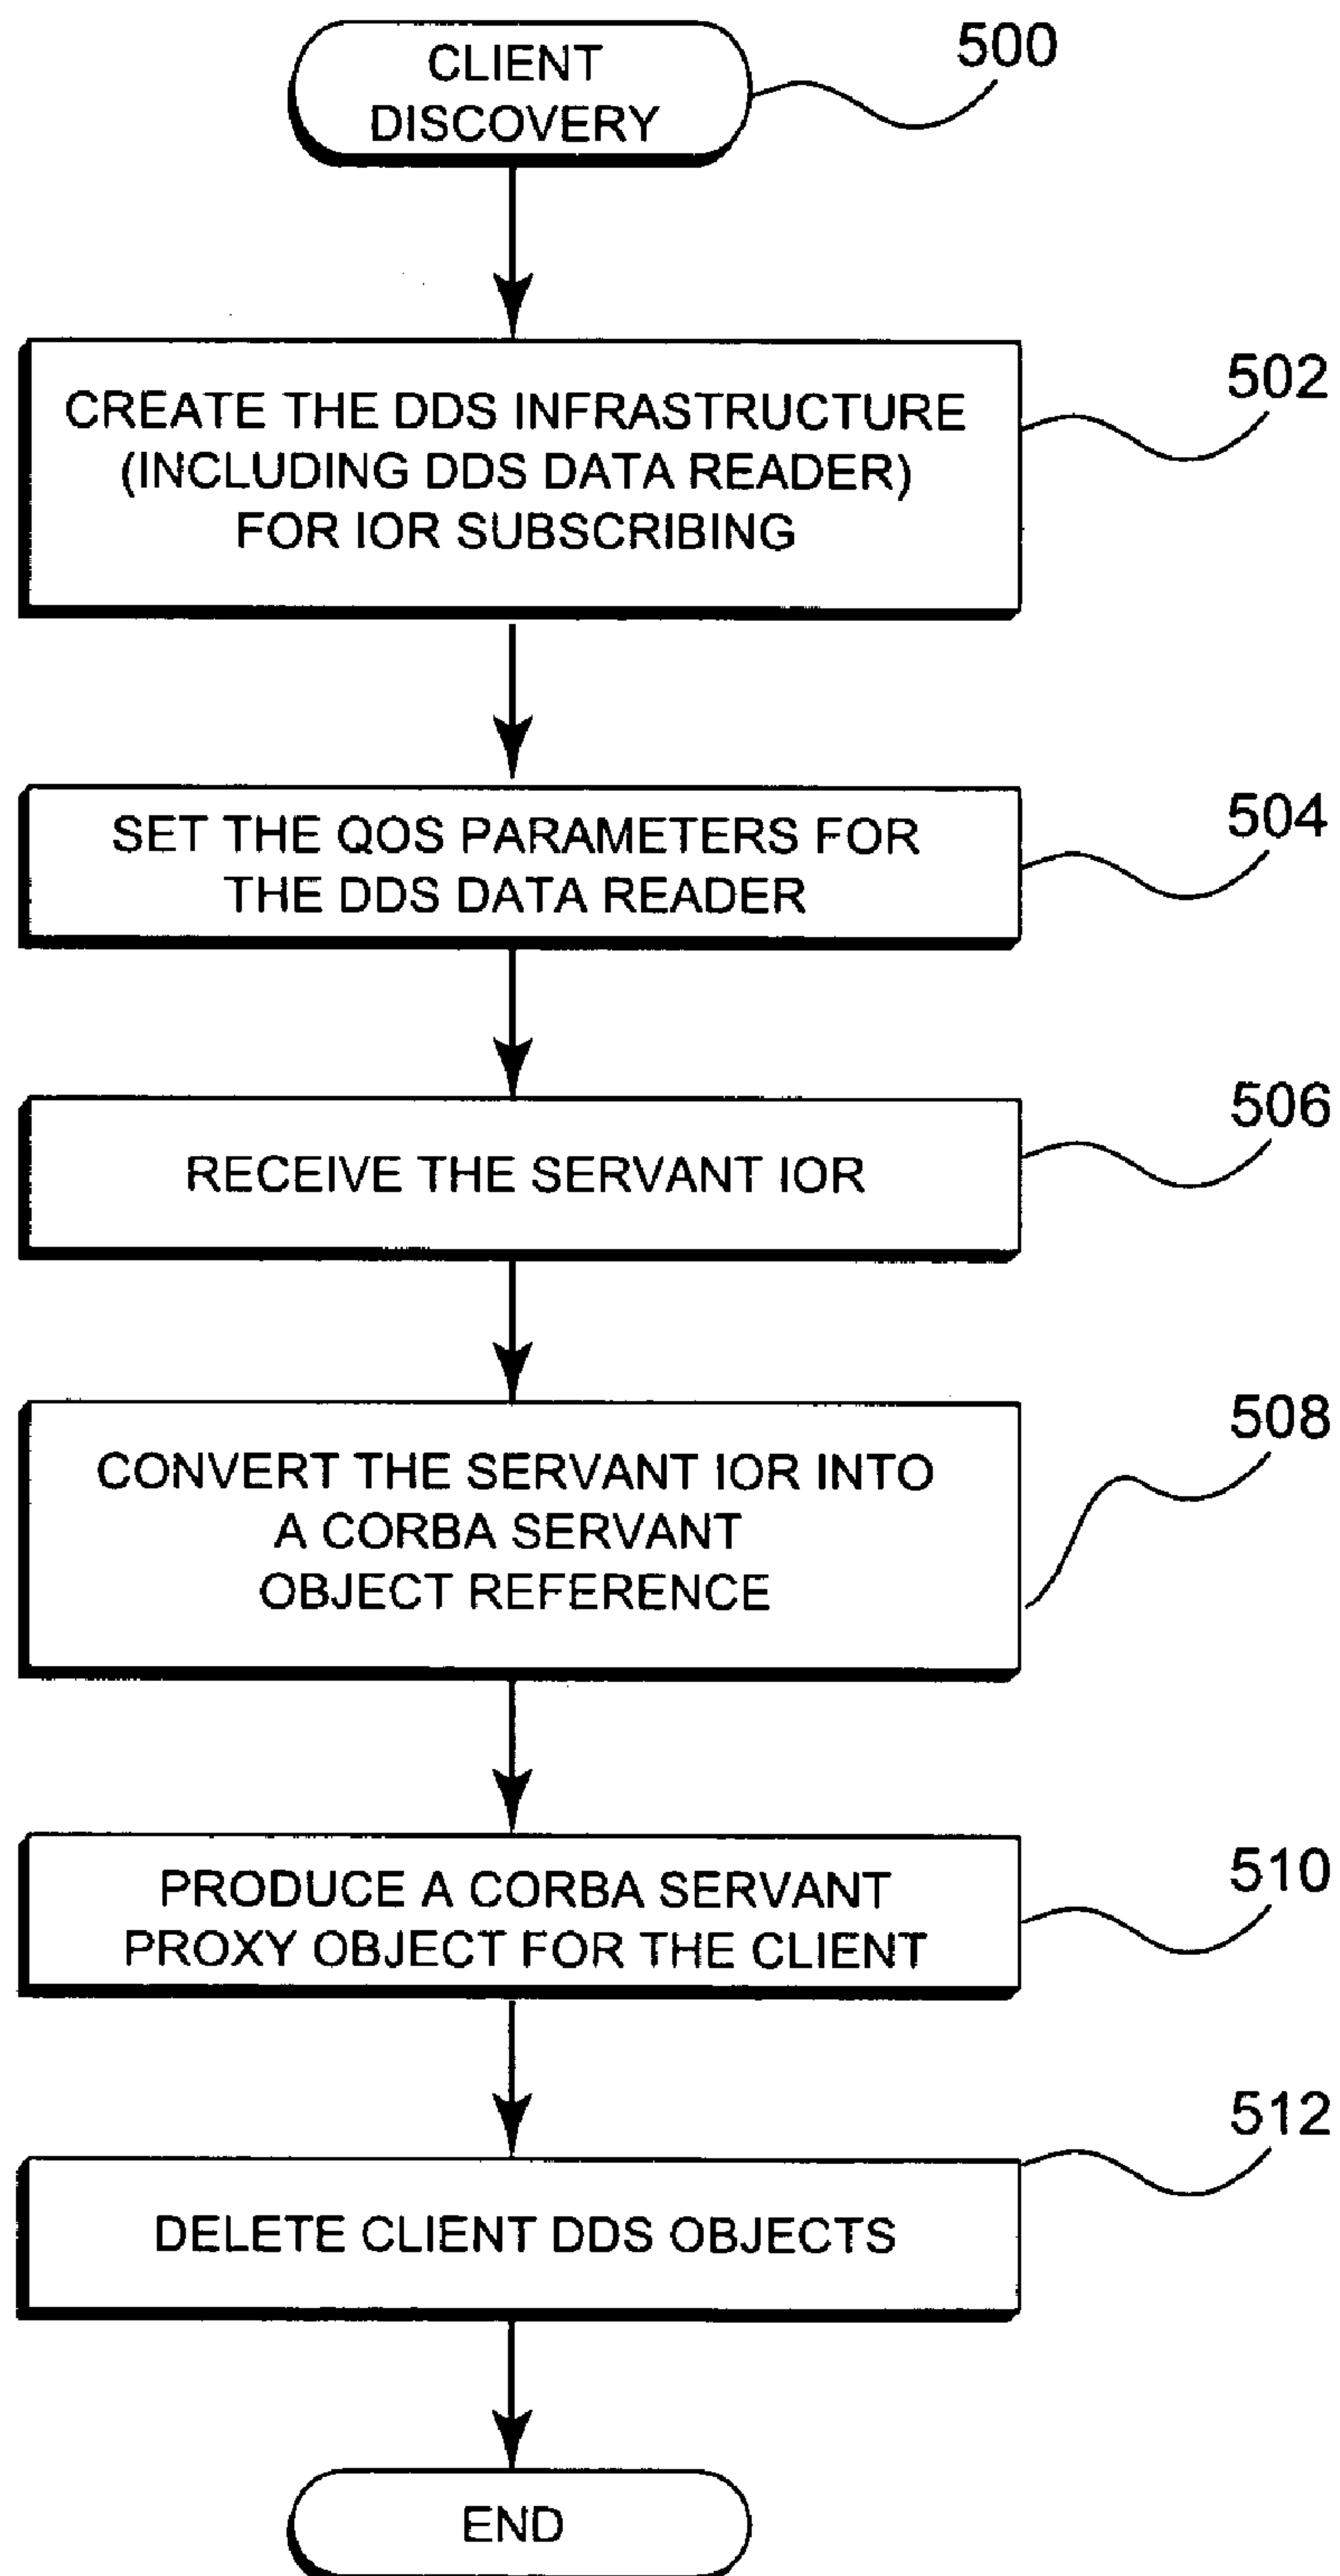 CLIENT
DISCOVERY
500
CREATE THE DDS INFRASTRUCTURE
(INCLUDING DDS DATA READER)
FOR IOR SUBSCRIBING
502
SET THE QOS PARAMETERS FOR
THE DDS DATA READER
504
RECEIVE THE SERVANT IOR
506
CONVERT THE SERVANT IOR INTO
A CORBA SERVANT
OBJECT REFERENCE
508
PRODUCE A CORBA SERVANT
PROXY OBJECT FOR THE CLIENT
510
DELETE CLIENT DDS OBJECTS
512
END